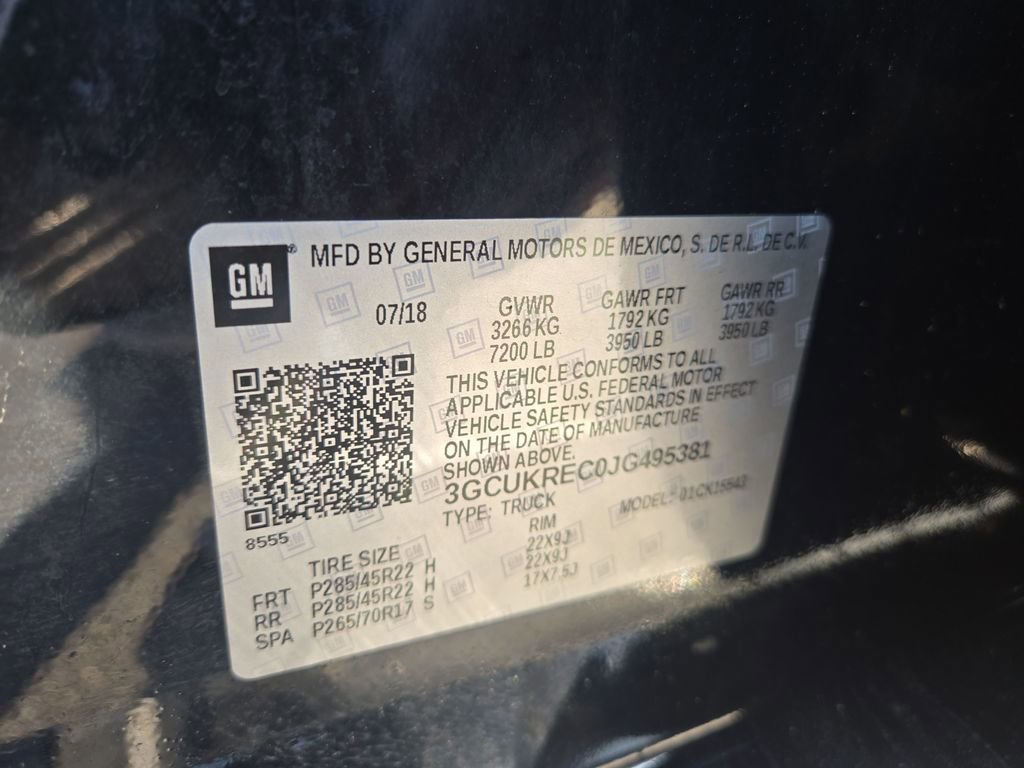 GM
MFD BY GENERAL MOTORS DE MEXICO, S. DE R.L. DE C.V.
07/18
GVWR GAWR FRT GAWR RR
3266 KG 1792 KG 1792 KG
7200 LB 3950 LB 3950 LB
THIS VEHICLE CONFORMS TO ALL
APPLICABLE U.S. FEDERAL MOTOR
VEHICLE SAFETY STANDARDS IN EFFECT
ON THE DATE OF MANUFACTURE
SHOWN ABOVE.
3GCUKREC0JG495381
TYPE: TRUCK MODEL: 01CK15543
8555
TIRE SIZE RIM
FRT P285/45R22 H 22X9J
RR P285/45R22 H 22X9J
SPA P265/70R17 S 17X7.5J